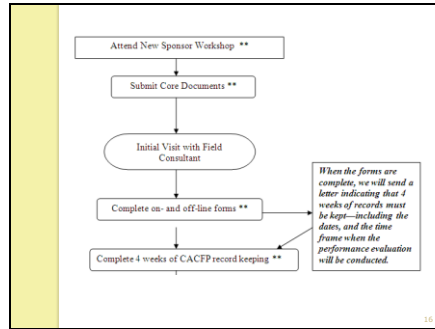 Attend New Sponsor Workshop **
Submit Core Documents **
Initial Visit with Field
Consultant
Complete on- and off-line forms **
When the forms are
complete, we will send a
letter indicating that 4
weeks of records must
be kept—including the
dates, and the time
frame when the
performance evaluation
will be conducted.
Complete 4 weeks of CACFP record keeping **
16